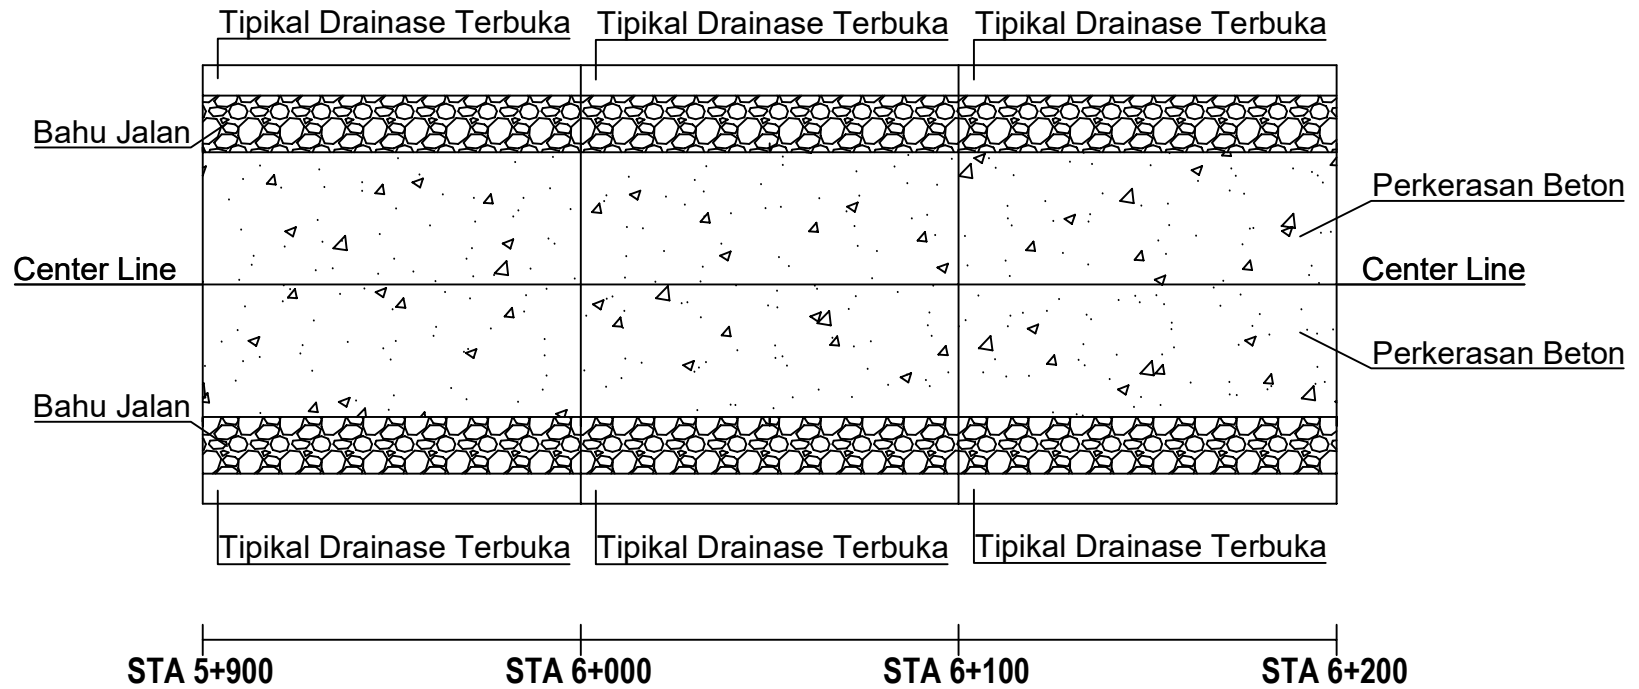 Tipikal Drainase Terbuka
Tipikal Drainase Terbuka
Tipikal Drainase Terbuka
Bahu Jalan
Perkerasan Beton
Center Line
Center Line
Perkerasan Beton
Bahu Jalan
Tipikal Drainase Terbuka
Tipikal Drainase Terbuka
Tipikal Drainase Terbuka
STA 5+900
STA 6+000
STA 6+100
STA 6+200